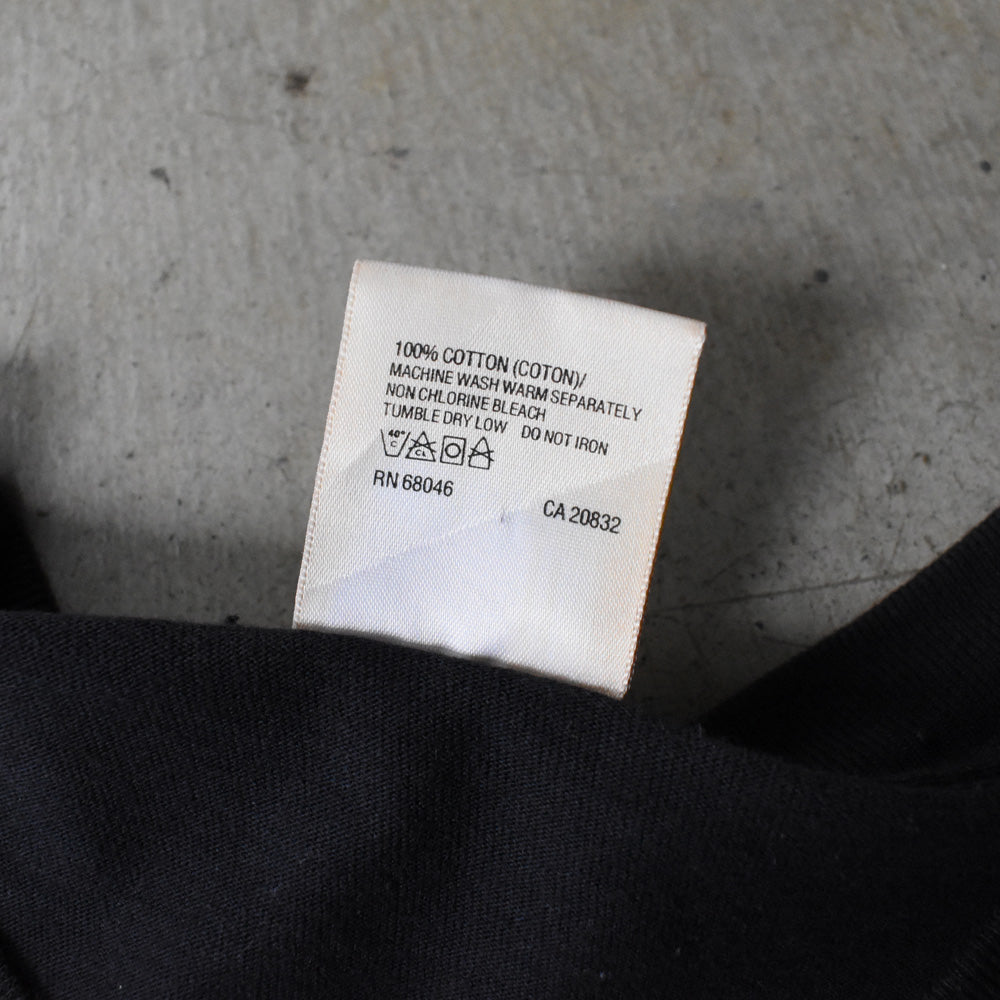 100% COTTON (COTON)/
MACHINE WASH WARM SEPARATELY
NON CHLORINE BLEACH
TUMBLE DRY LOW DO NOT IRON
40°
C CL
RN 68046
CA 20832